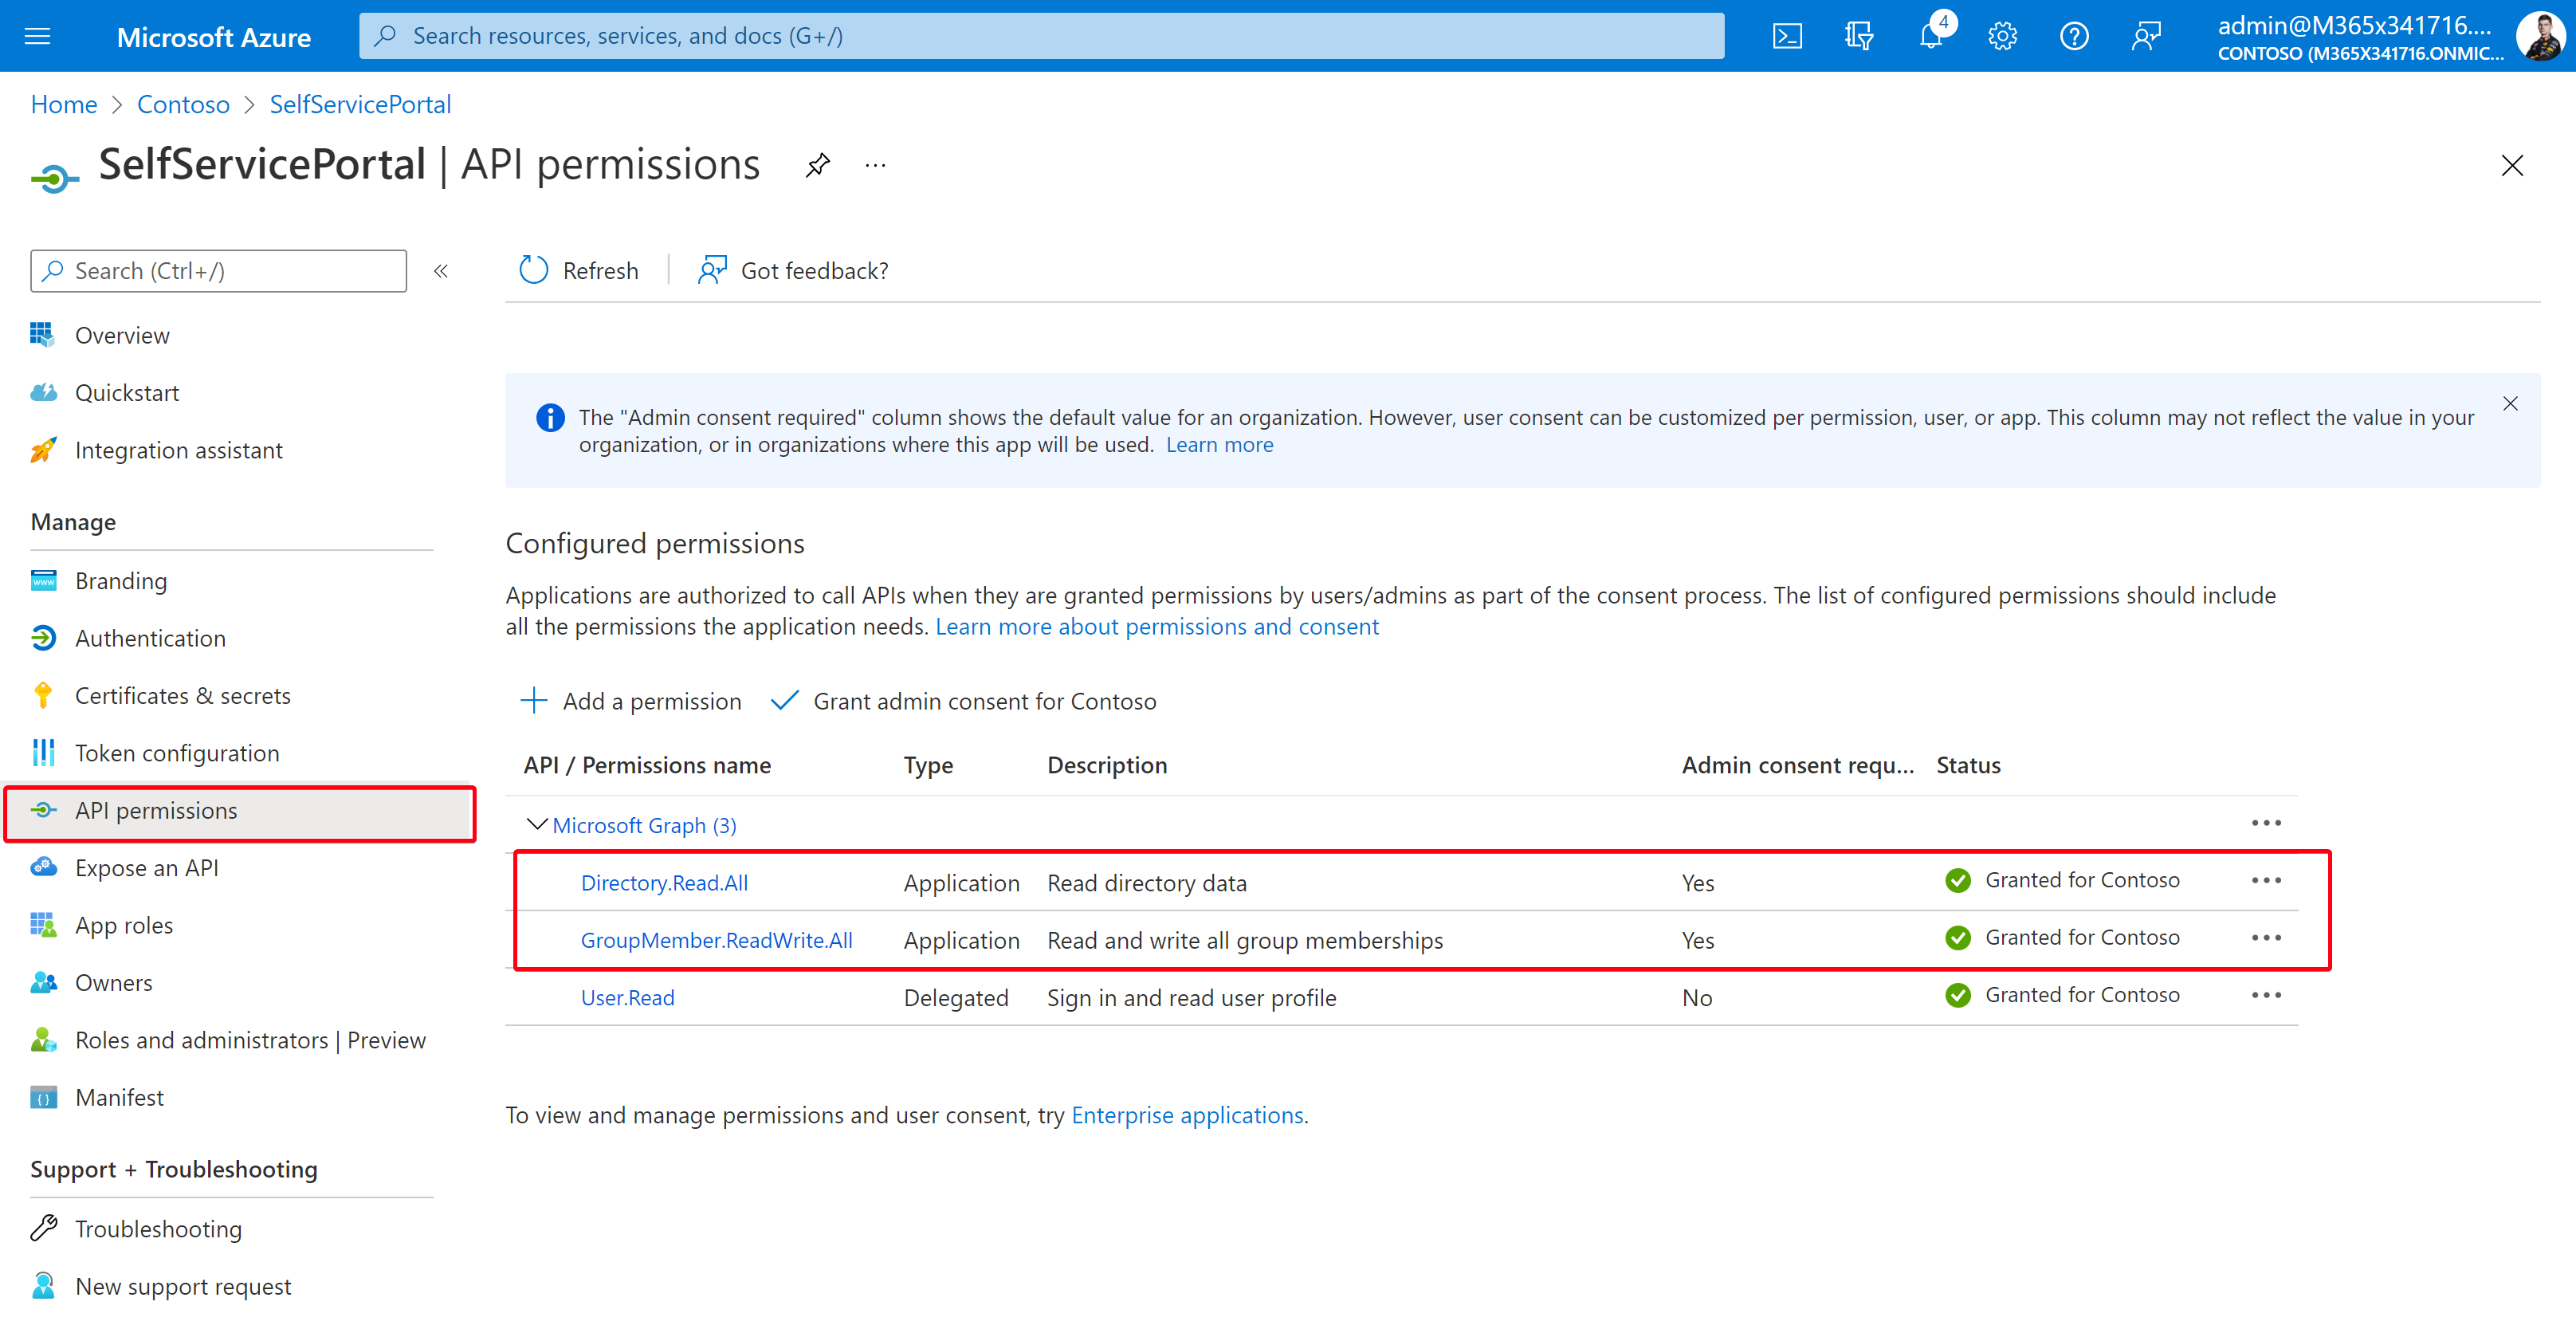 Microsoft Azure
Search resources, services, and docs (G+/)
4
admin@M365x341716....
CONTOSO (M365X341716.ONMIC...
Home > Contoso > SelfServicePortal
SelfServicePortal | API permissions
Search (Ctrl+/)
Overview
Quickstart
Integration assistant
Manage
Branding
Authentication
Certificates & secrets
Token configuration
API permissions
Expose an API
App roles
Owners
Roles and administrators | Preview
Manifest
Support + Troubleshooting
Troubleshooting
New support request
Refresh
Got feedback?
The "Admin consent required" column shows the default value for an organization. However, user consent can be customized per permission, user, or app. This column may not reflect the value in your
organization, or in organizations where this app will be used. Learn more
Configured permissions
Applications are authorized to call APIs when they are granted permissions by users/admins as part of the consent process. The list of configured permissions should include
all the permissions the application needs. Learn more about permissions and consent
Add a permission
Grant admin consent for Contoso
API / Permissions name Type Description Admin consent requ... Status
Microsoft Graph (3)
Directory.Read.All Application Read directory data Yes Granted for Contoso
GroupMember.ReadWrite.All Application Read and write all group memberships Yes Granted for Contoso
User.Read Delegated Sign in and read user profile No Granted for Contoso
To view and manage permissions and user consent, try Enterprise applications.